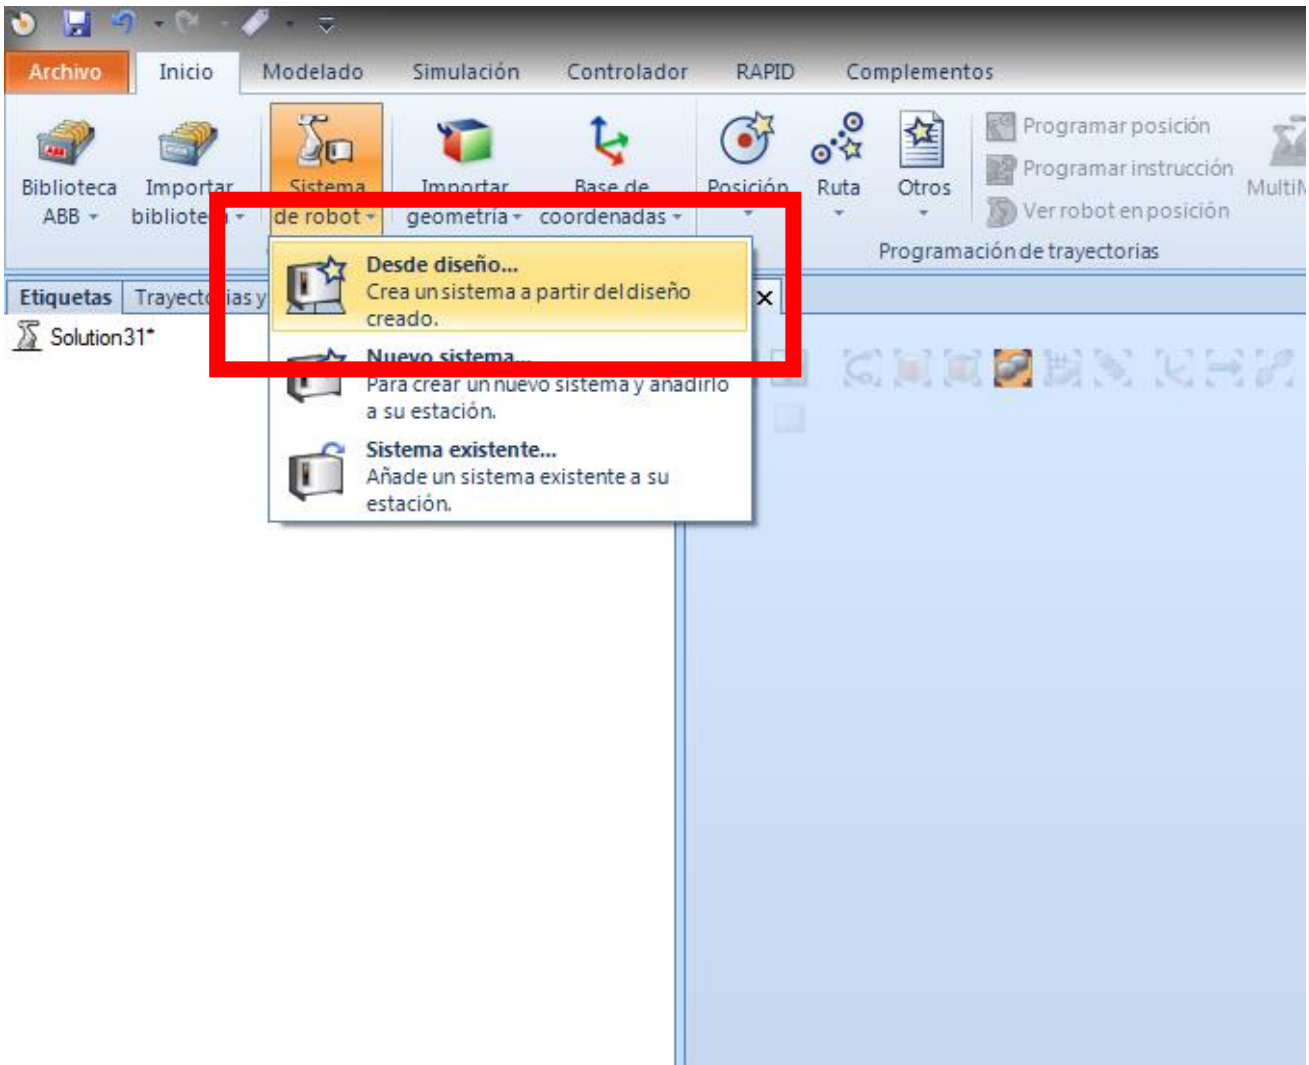 Archivo Inicio Modelado Simulación Controlador RAPID Complementos
Biblioteca ABB
Importar biblioteca
Sistema de robot
Importar geometría
Base de coordenadas
Posición
Ruta
Otros
Programar posición
Programar instrucción
Ver robot en posición
Programación de trayectorias
Etiquetas Trayectorias y
Solution31*
Desde diseño...
Crea un sistema a partir del diseño
creado.
Nuevo sistema...
Para crear un nuevo sistema y añadirlo
a su estación.
Sistema existente...
Añade un sistema existente a su
estación.